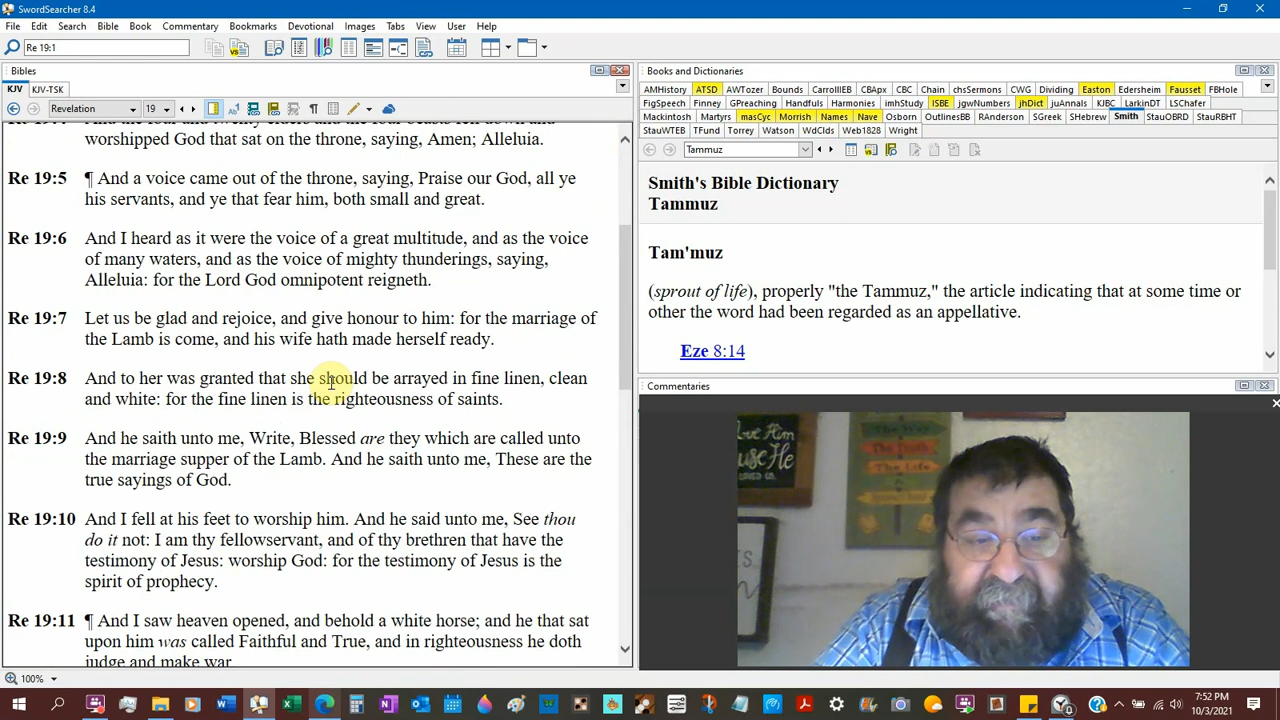 SwordSearcher 8.4
File Edit Search Bible Book Commentary Bookmarks Devotional Images Tabs View User Help
Re 19:1
Bibles
KJV KJV-TSK
Revelation 19
worshipped God that sat on the throne, saying, Amen; Alleluia.
Re 19:5 ¶ And a voice came out of the throne, saying, Praise our God, all ye
his servants, and ye that fear him, both small and great.
Re 19:6 And I heard as it were the voice of a great multitude, and as the voice
of many waters, and as the voice of mighty thunderings, saying,
Alleluia: for the Lord God omnipotent reigneth.
Re 19:7 Let us be glad and rejoice, and give honour to him: for the marriage of
the Lamb is come, and his wife hath made herself ready.
Re 19:8 And to her was granted that she should be arrayed in fine linen, clean
and white: for the fine linen is the righteousness of saints.
Re 19:9 And he saith unto me, Write, Blessed are they which are called unto
the marriage supper of the Lamb. And he saith unto me, These are the
true sayings of God.
Re 19:10 And I fell at his feet to worship him. And he said unto me, See thou
do it not: I am thy fellowservant, and of thy brethren that have the
testimony of Jesus: worship God: for the testimony of Jesus is the
spirit of prophecy.
Re 19:11 ¶ And I saw heaven opened, and behold a white horse; and he that sat
upon him was called Faithful and True, and in righteousness he doth
judge and make war.
100%
Books and Dictionaries
AMHistory ATSD AWTozer Bounds CarrollIEB CBApx CBC Chain chsSermons CWG Dividing Easton Edersheim Fausset FBHole
FigSpeech Finney GPreaching Handfuls Harmonies imhStudy ISBE jgwNumbers jhDict juAnnals KJBC LarkinDT LSChafer
Mackintosh Martyrs masCyc Morrish Names Nave Osborn OutlinesBB RAnderson SGreek SHebrew Smith StauOBRD StauRBHT
StauWTEB TFund Torrey Watson WdClds Web1828 Wright
Tammuz
Smith's Bible Dictionary
Tammuz
Tam'muz
(sprout of life), properly "the Tammuz," the article indicating that at some time or
other the word had been regarded as an appellative.
Eze 8:14
Commentaries
7:52 PM
10/3/2021